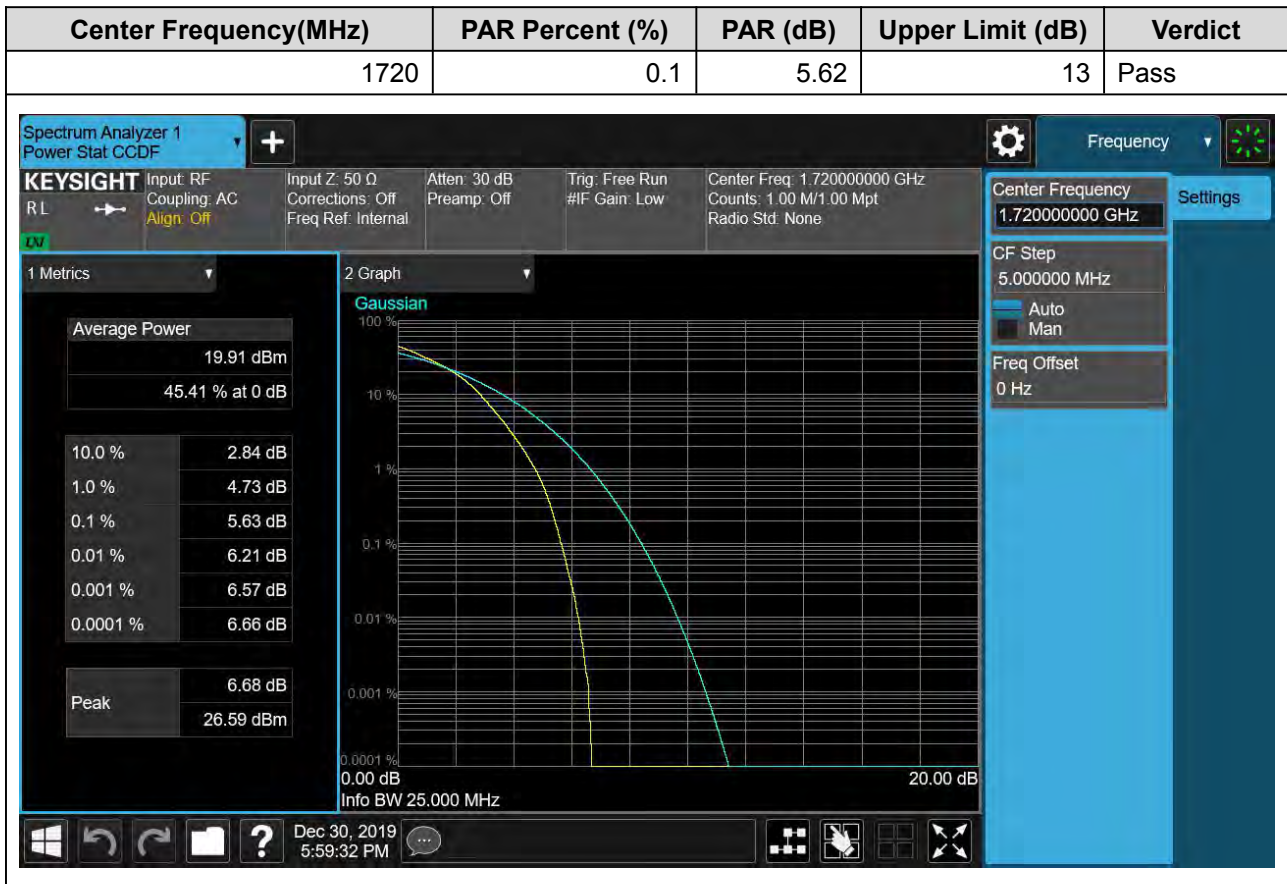 Center Frequency(MHz) PAR Percent (%) PAR (dB) Upper Limit (dB) Verdict
1720 0.1 5.62 13 Pass
Spectrum Analyzer 1
Power Stat CCDF
+
Frequency
KEYSIGHT
R L
Input: RF
Coupling: AC
Align: Off
Input Z: 50 Ω
Corrections: Off
Freq Ref: Internal
Atten: 30 dB
Preamp: Off
Trig: Free Run
#IF Gain: Low
Center Freq: 1.720000000 GHz
Counts: 1.00 M/1.00 Mpt
Radio Std: None
Center Frequency
1.720000000 GHz
Settings
CF Step
5.000000 MHz
Auto
Man
Freq Offset
0 Hz
1 Metrics
Average Power
19.91 dBm
45.41 % at 0 dB
10.0 % 2.84 dB
1.0 % 4.73 dB
0.1 % 5.63 dB
0.01 % 6.21 dB
0.001 % 6.57 dB
0.0001 % 6.66 dB
Peak 6.68 dB
26.59 dBm
2 Graph
Gaussian
100 %
10 %
1 %
0.1 %
0.01 %
0.001 %
0.0001 %
0.00 dB 20.00 dB
Info BW 25.000 MHz
?
Dec 30, 2019
5:59:32 PM